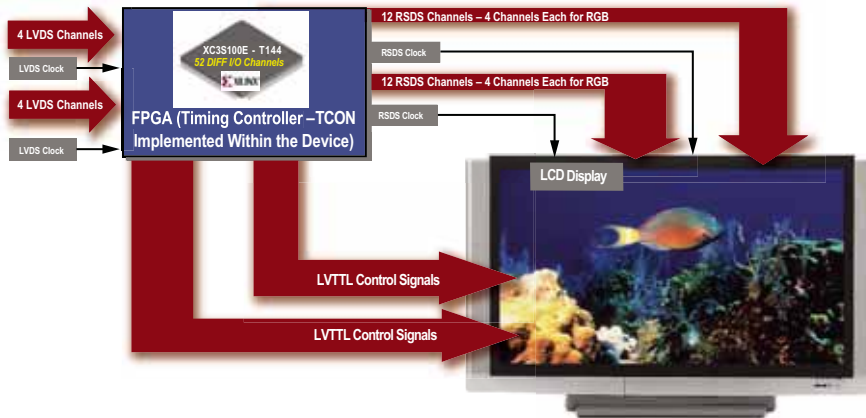 12 RSDS Channels – 4 Channels Each for RGB
4 LVDS Channels
XC3S100E - T144
52 DIFF I/O Channels
RSDS Clock
LVDS Clock
XILINX
12 RSDS Channels – 4 Channels Each for RGB
4 LVDS Channels
FPGA (Timing Controller –TCON
Implemented Within the Device)
RSDS Clock
LVDS Clock
LCD Display
LVTTL Control Signals
LVTTL Control Signals